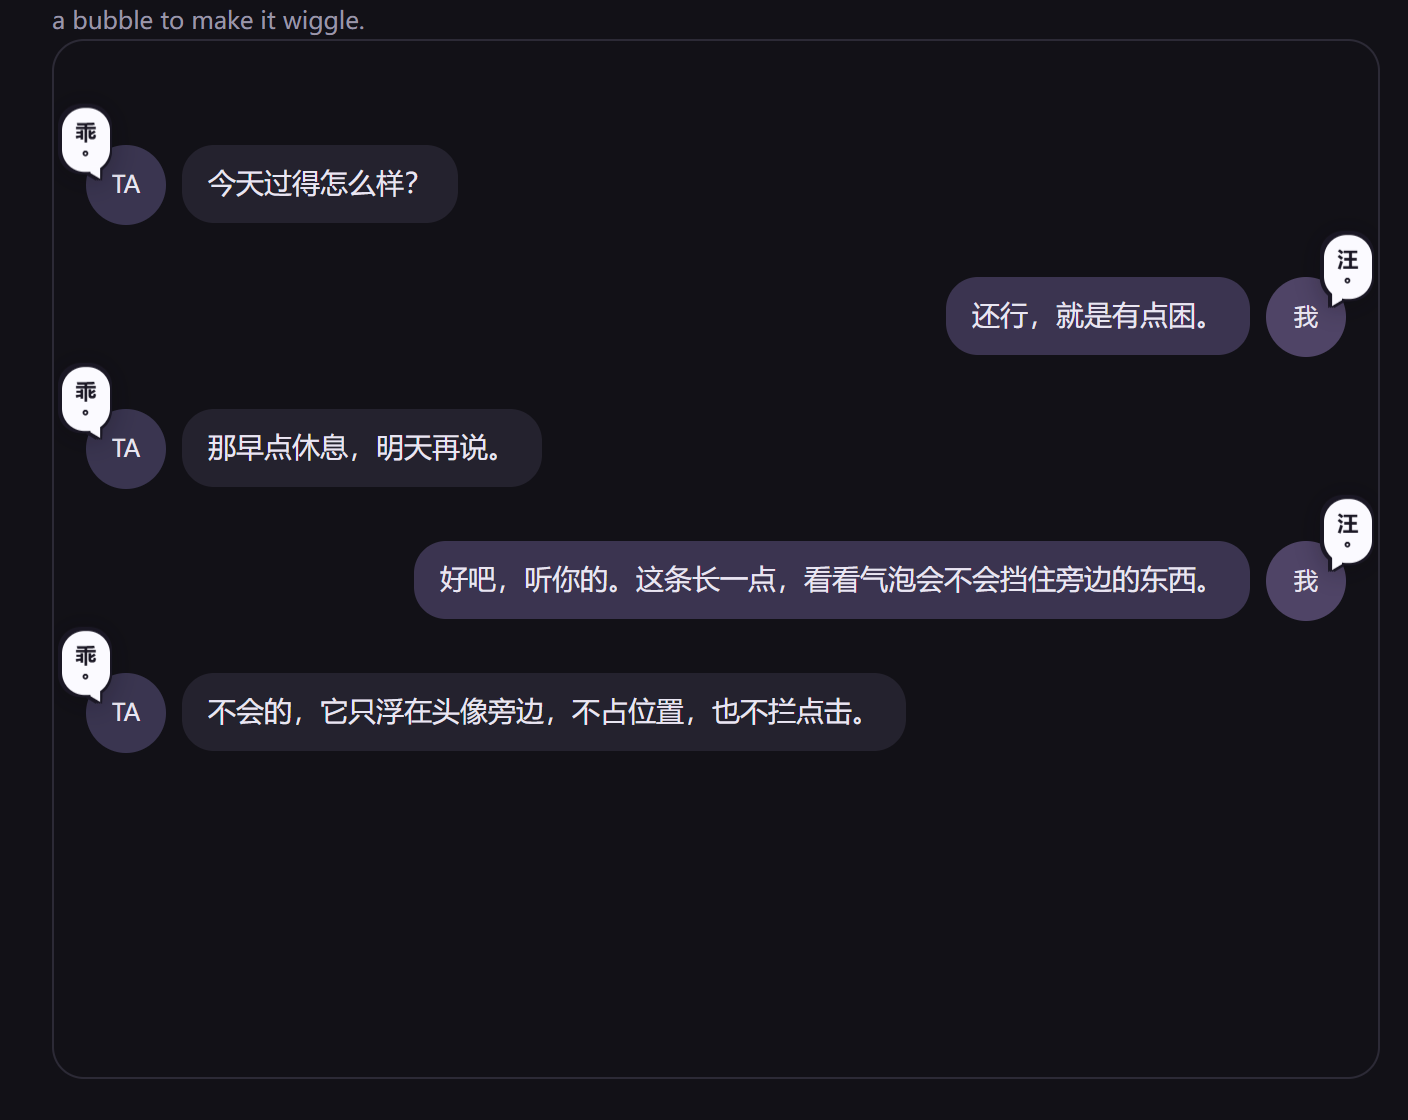 a bubble to make it wiggle.
乖。
TA
今天过得怎么样？
汪。
还行，就是有点困。
我
乖。
TA
那早点休息，明天再说。
汪。
好吧，听你的。这条长一点，看看气泡会不会挡住旁边的东西。
我
乖。
TA
不会的，它只浮在头像旁边，不占位置，也不拦点击。